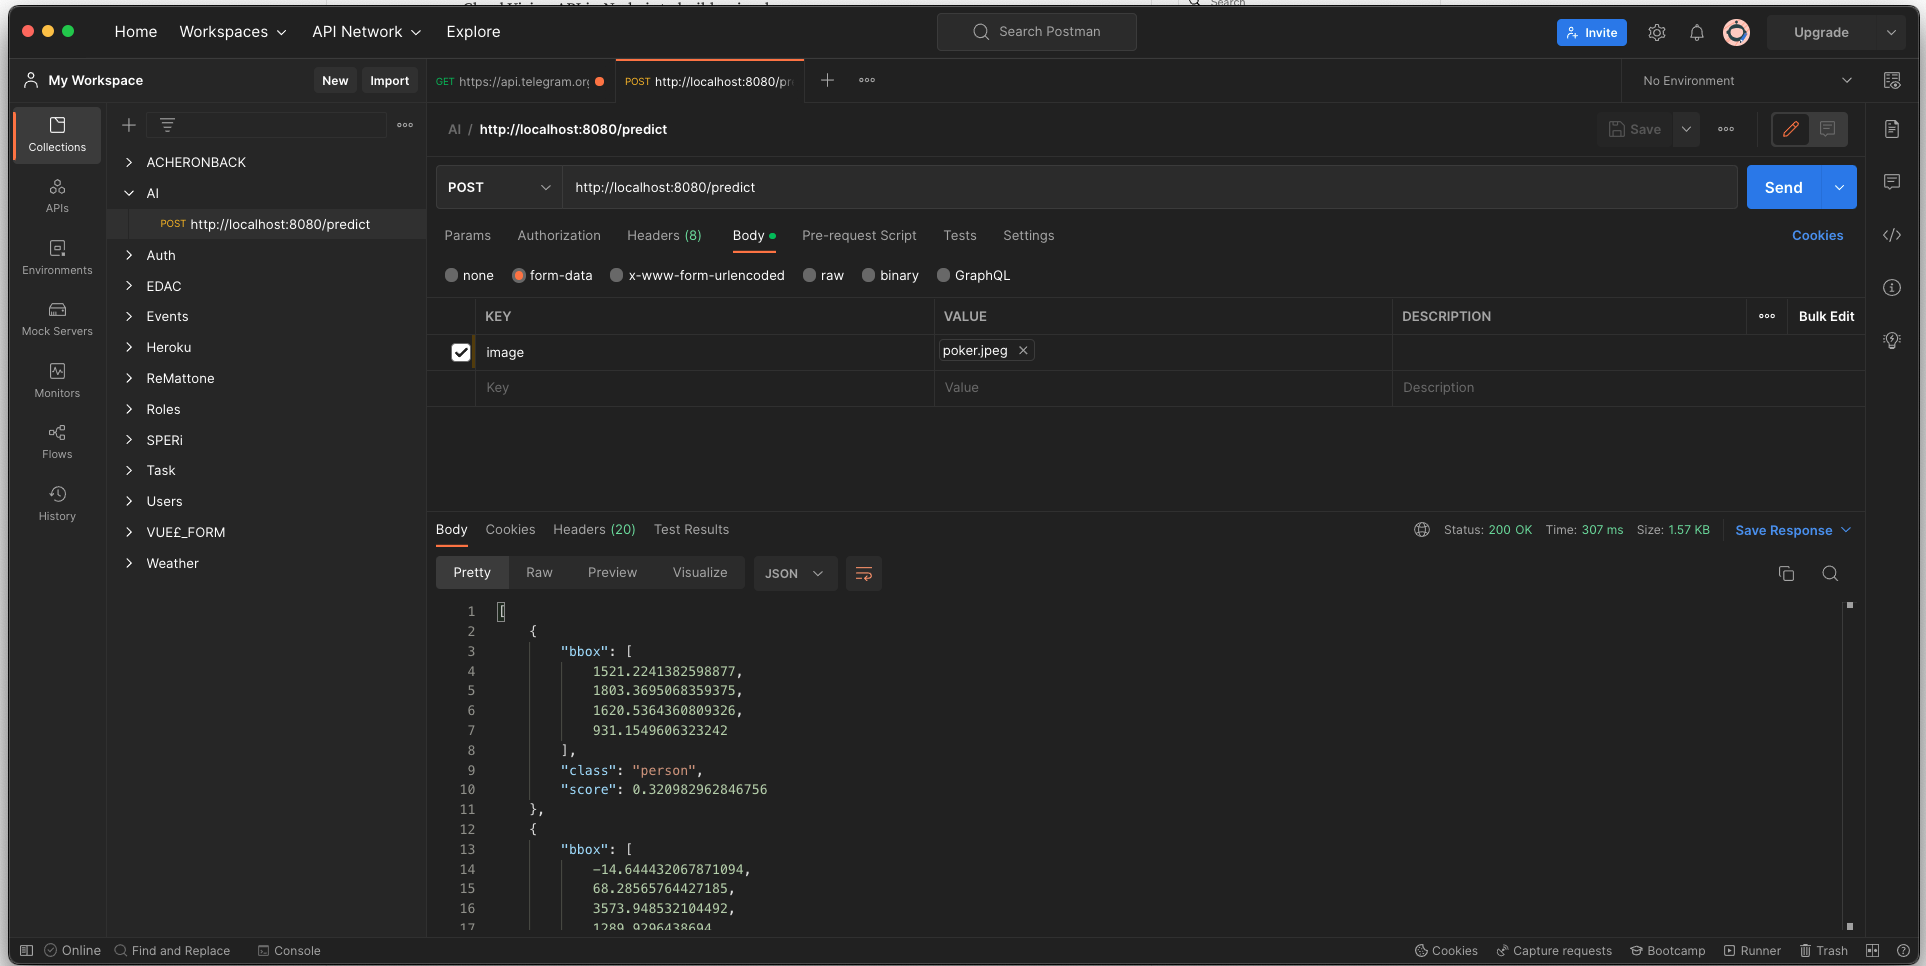 Search
Home
Workspaces
API Network
Explore
Search Postman
Invite
Upgrade
My Workspace
New
Import
GET https://api.telegram.org
POST http://localhost:8080/pr
No Environment
Collections
APIs
Environments
Mock Servers
Monitors
Flows
History
ACHERONBACK
AI
POST http://localhost:8080/predict
Auth
EDAC
Events
Heroku
ReMattone
Roles
SPERi
Task
Users
VUE£_FORM
Weather
AI / http://localhost:8080/predict
Save
POST
http://localhost:8080/predict
Send
Params Authorization Headers (8) Body Pre-request Script Tests Settings Cookies
none form-data x-www-form-urlencoded raw binary GraphQL
KEY VALUE DESCRIPTION Bulk Edit
image poker.jpeg
Key Value Description
Body Cookies Headers (20) Test Results
Status: 200 OK Time: 307 ms Size: 1.57 KB Save Response
Pretty Raw Preview Visualize JSON
1 [
2 {
3 "bbox": [
4 1521.2241382598877,
5 1803.3695068359375,
6 1620.5364360809326,
7 931.1549606323242
8 ],
9 "class": "person",
10 "score": 0.320982962846756
11 },
12 {
13 "bbox": [
14 -14.644432067871094,
15 68.28565764427185,
16 3573.948532104492,
17 1289.9296438694
Online Find and Replace Console
Cookies Capture requests Bootcamp Runner Trash